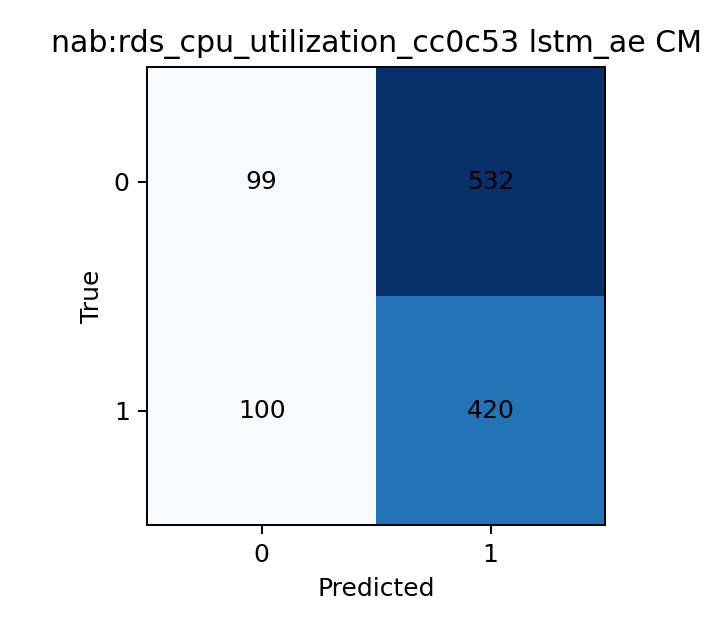 nab:rds_cpu_utilization_cc0c53 lstm_ae CM
0
99
532
True
1
100
420
0
1
Predicted